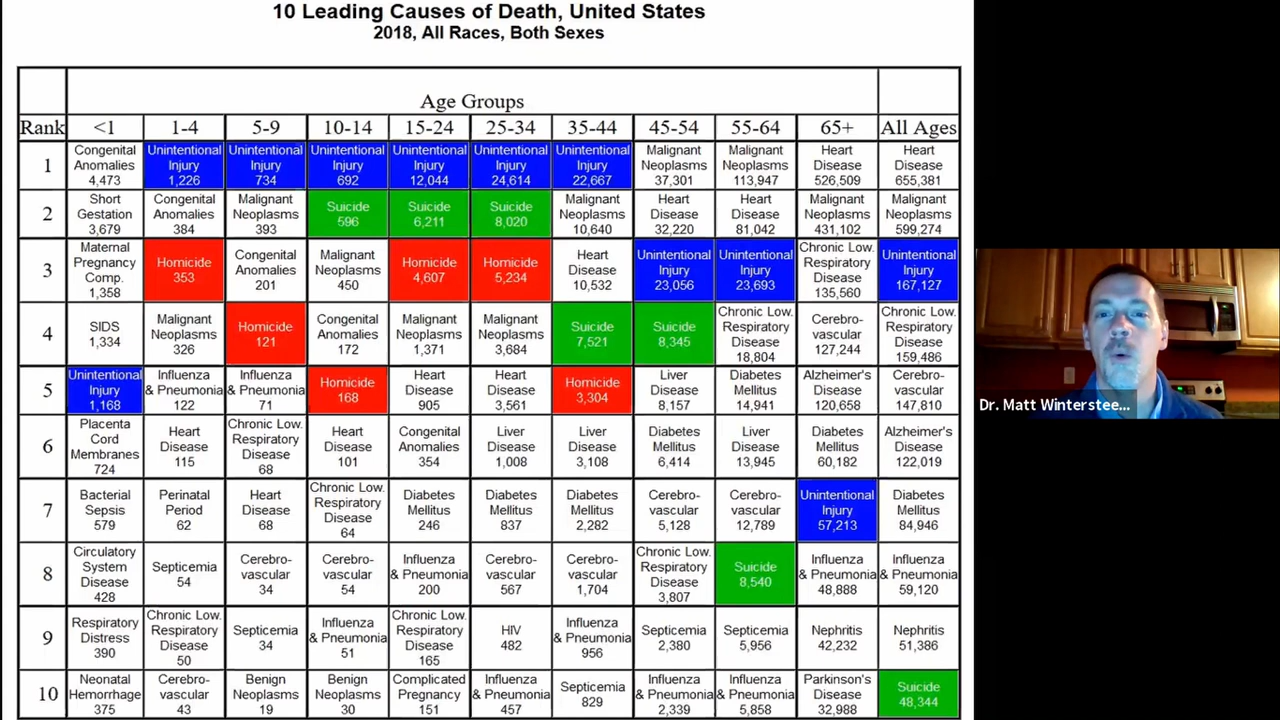 10 Leading Causes of Death, United States
2018, All Races, Both Sexes
Age Groups
Rank <1 1-4 5-9 10-14 15-24 25-34 35-44 45-54 55-64 65+ All Ages
1
Congenital
Anomalies
4,473
Unintentional
Injury
1,226
Unintentional
Injury
734
Unintentional
Injury
692
Unintentional
Injury
12,044
Unintentional
Injury
24,614
Unintentional
Injury
22,667
Malignant
Neoplasms
37,301
Malignant
Neoplasms
113,947
Heart
Disease
526,509
Heart
Disease
655,381
2
Short
Gestation
3,679
Congenital
Anomalies
384
Malignant
Neoplasms
393
Suicide
596
Suicide
6,211
Suicide
8,020
Malignant
Neoplasms
10,640
Heart
Disease
32,220
Heart
Disease
81,042
Malignant
Neoplasms
431,102
Malignant
Neoplasms
599,274
3
Maternal
Pregnancy
Comp.
1,358
Homicide
353
Congenital
Anomalies
201
Malignant
Neoplasms
450
Homicide
4,607
Homicide
5,234
Heart
Disease
10,532
Unintentional
Injury
23,056
Unintentional
Injury
23,693
Chronic Low.
Respiratory
Disease
135,560
Unintentional
Injury
167,127
4
SIDS
1,334
Malignant
Neoplasms
326
Homicide
121
Congenital
Anomalies
172
Malignant
Neoplasms
1,371
Malignant
Neoplasms
3,684
Suicide
7,521
Suicide
8,345
Chronic Low.
Respiratory
Disease
18,804
Cerebro-
vascular
127,244
Chronic Low.
Respiratory
Disease
159,486
5
Unintentional
Injury
1,168
Influenza
& Pneumonia
122
Influenza
& Pneumonia
71
Homicide
168
Heart
Disease
905
Heart
Disease
3,561
Homicide
3,304
Liver
Disease
8,157
Diabetes
Mellitus
14,941
Alzheimer's
Disease
120,658
Cerebro-
vascular
147,810
6
Placenta
Cord
Membranes
724
Heart
Disease
115
Chronic Low.
Respiratory
Disease
68
Heart
Disease
101
Congenital
Anomalies
354
Liver
Disease
1,008
Liver
Disease
3,108
Diabetes
Mellitus
6,414
Liver
Disease
13,945
Diabetes
Mellitus
60,182
Alzheimer's
Disease
122,019
7
Bacterial
Sepsis
579
Perinatal
Period
62
Heart
Disease
68
Chronic Low.
Respiratory
Disease
64
Diabetes
Mellitus
246
Diabetes
Mellitus
837
Diabetes
Mellitus
2,282
Cerebro-
vascular
5,128
Cerebro-
vascular
12,789
Unintentional
Injury
57,213
Diabetes
Mellitus
84,946
8
Circulatory
System
Disease
428
Septicemia
54
Cerebro-
vascular
34
Cerebro-
vascular
54
Influenza
& Pneumonia
200
Cerebro-
vascular
567
Cerebro-
vascular
1,704
Chronic Low.
Respiratory
Disease
3,807
Suicide
8,540
Influenza
& Pneumonia
48,888
Influenza
& Pneumonia
59,120
9
Respiratory
Distress
390
Chronic Low.
Respiratory
Disease
50
Septicemia
34
Influenza
& Pneumonia
51
Chronic Low.
Respiratory
Disease
165
HIV
482
Influenza
& Pneumonia
956
Septicemia
2,380
Septicemia
5,956
Nephritis
42,232
Nephritis
51,386
10
Neonatal
Hemorrhage
375
Cerebro-
vascular
43
Benign
Neoplasms
19
Benign
Neoplasms
30
Complicated
Pregnancy
151
Influenza
& Pneumonia
457
Septicemia
829
Influenza
& Pneumonia
2,339
Influenza
& Pneumonia
5,858
Parkinson's
Disease
32,988
Suicide
48,344
Dr. Matt Winterstee...